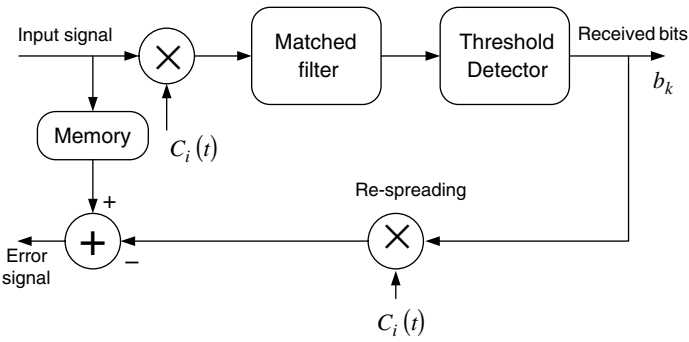 Input signal
Matched
filter
Threshold
Detector
Received bits
b_k
Memory
C_i (t)
Re-spreading
+
+
−
Error
signal
C_i (t)